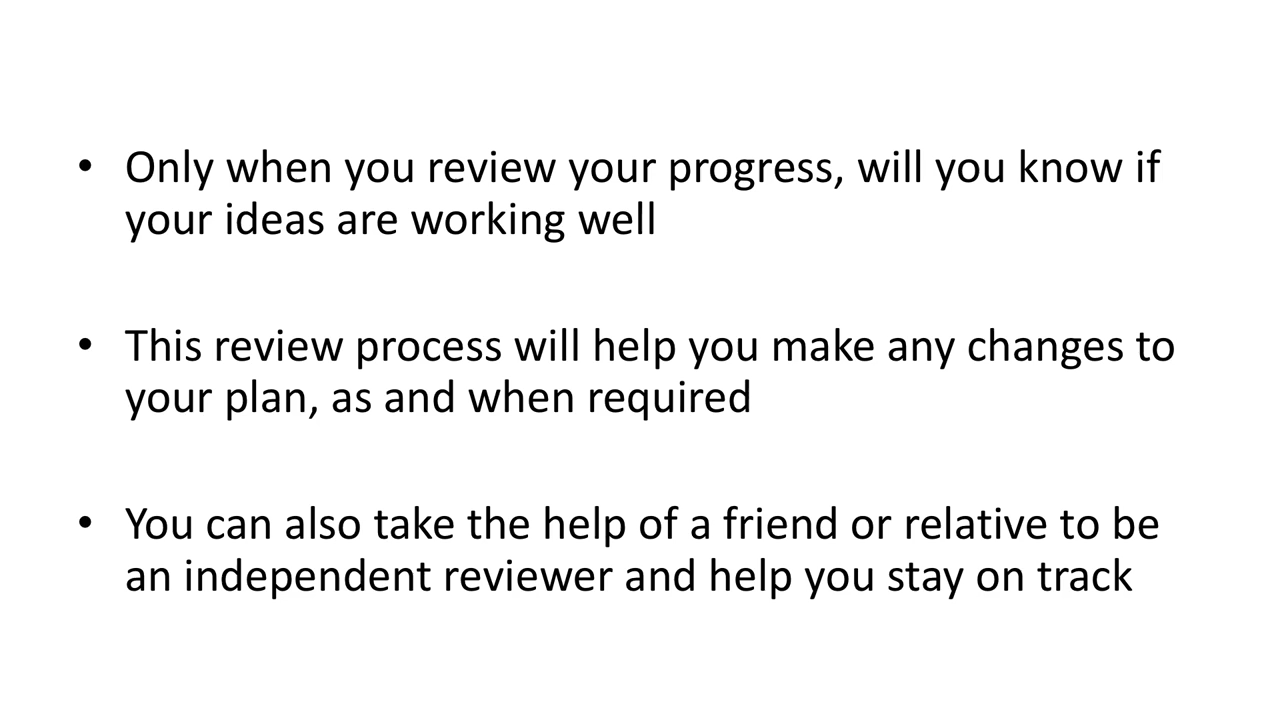 • Only when you review your progress, will you know if
your ideas are working well
• This review process will help you make any changes to
your plan, as and when required
• You can also take the help of a friend or relative to be
an independent reviewer and help you stay on track